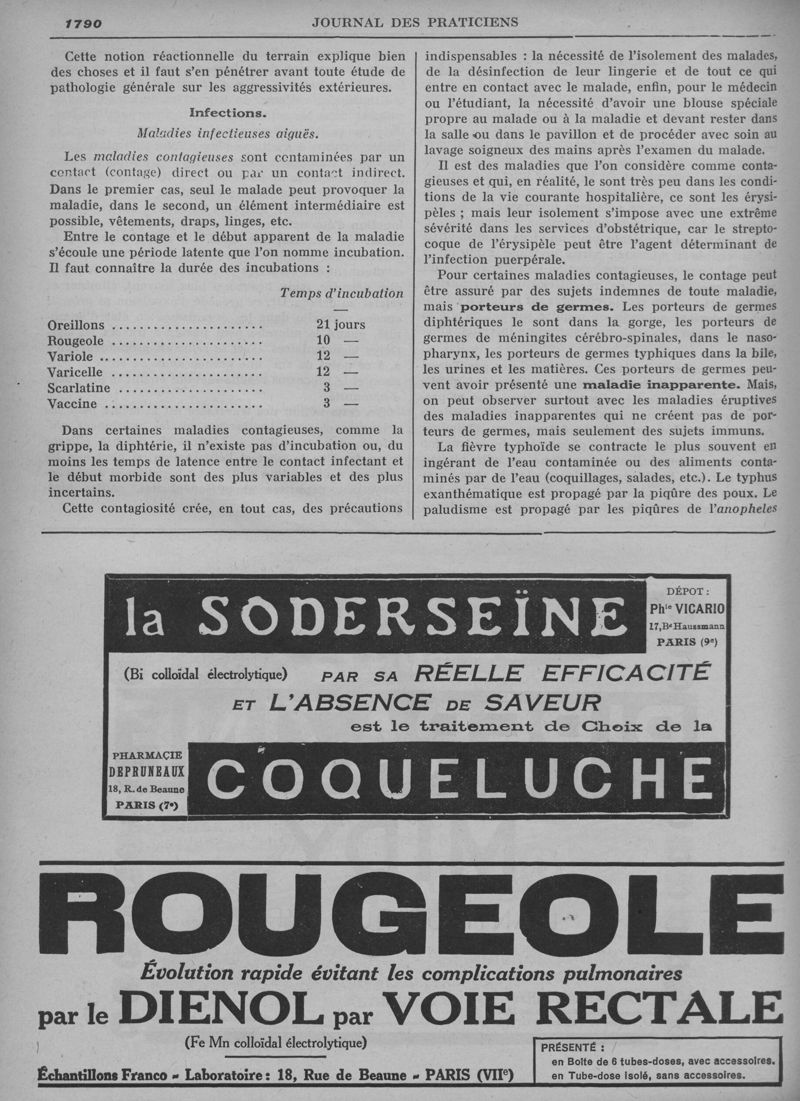 1790
JOURNAL DES PRATICIENS
Cette notion réactionnelle du terrain explique bien
des choses et il faut s'en pénétrer avant toute étude de
pathologie générale sur les aggressivités extérieures.
Infections.
Maladies infectieuses aiguës.
Les maladies contagieuses sont contaminées par un
contact (contage) direct ou par un contact indirect.
Dans le premier cas, seul le malade peut provoquer la
maladie, dans le second, un élément intermédiaire est
possible, vêtements, draps, linges, etc.
Entre le contage et le début apparent de la maladie
s'écoule une période latente que l'on nomme incubation.
Il faut connaître la durée des incubations :
Temps d'incubation
—
Oreillons ...................... 21 jours
Rougeole ...................... 10 —
Variole ........................ 12 —
Varicelle ...................... 12 —
Scarlatine ..................... 3 —
Vaccine ....................... 3 —
Dans certaines maladies contagieuses, comme la
grippe, la diphtérie, il n'existe pas d'incubation ou, du
moins les temps de latence entre le contact infectant et
le début morbide sont des plus variables et des plus
incertains.
Cette contagiosité crée, en tout cas, des précautions
indispensables : la nécessité de l'isolement des malades,
de la désinfection de leur lingerie et de tout ce qui
entre en contact avec le malade, enfin, pour le médecin
ou l'étudiant, la nécessité d'avoir une blouse spéciale
propre au malade ou à la maladie et devant rester dans
la salle ou dans le pavillon et de procéder avec soin au
lavage soigneux des mains après l'examen du malade.
Il est des maladies que l'on considère comme conta-
gieuses et qui, en réalité, le sont très peu dans les condi-
tions de la vie courante hospitalière, ce sont les érysi-
pèles ; mais leur isolement s'impose avec une extrême
sévérité dans les services d'obstétrique, car le strepto-
coque de l'érysipèle peut être l'agent déterminant de
l'infection puerpérale.
Pour certaines maladies contagieuses, le contage peut
être assuré par des sujets indemnes de toute maladie,
mais porteurs de germes. Les porteurs de germes
diphtériques le sont dans la gorge, les porteurs de
germes de méningites cérébro-spinales, dans le naso-
pharynx, les porteurs de germes typhiques dans la bile,
les urines et les matières. Ces porteurs de germes peu-
vent avoir présenté une maladie inapparente. Mais,
on peut observer surtout avec les maladies éruptives
des maladies inapparentes qui ne créent pas de por-
teurs de germes, mais seulement des sujets immuns.
La fièvre typhoïde se contracte le plus souvent en
ingérant de l'eau contaminée ou des aliments conta-
minés par de l'eau (coquillages, salades, etc.). Le typhus
exanthématique est propagé par la piqûre des poux. Le
paludisme est propagé par les piqûres de l'anopheles
la SODERSEÏNE
DÉPOT :
Phie VICARIO
17, Bd Haussmann
PARIS (9e)
(Bi colloïdal électrolytique) PAR SA RÉELLE EFFICACITÉ
ET L'ABSENCE DE SAVEUR
est le traitement de Choix de la
PHARMACIE
DEPRUNEAUX
18, R. de Beaune
PARIS (7e)
COQUELUCHE
ROUGEOLE
Évolution rapide évitant les complications pulmonaires
par le DIENOL par VOIE RECTALE
(Fe Mn colloïdal électrolytique)
Échantillons Franco - Laboratoire : 18, Rue de Beaune - PARIS (VIIe)
PRÉSENTÉ :
en Boîte de 6 tubes-doses, avec accessoires.
en Tube-dose isolé, sans accessoires.